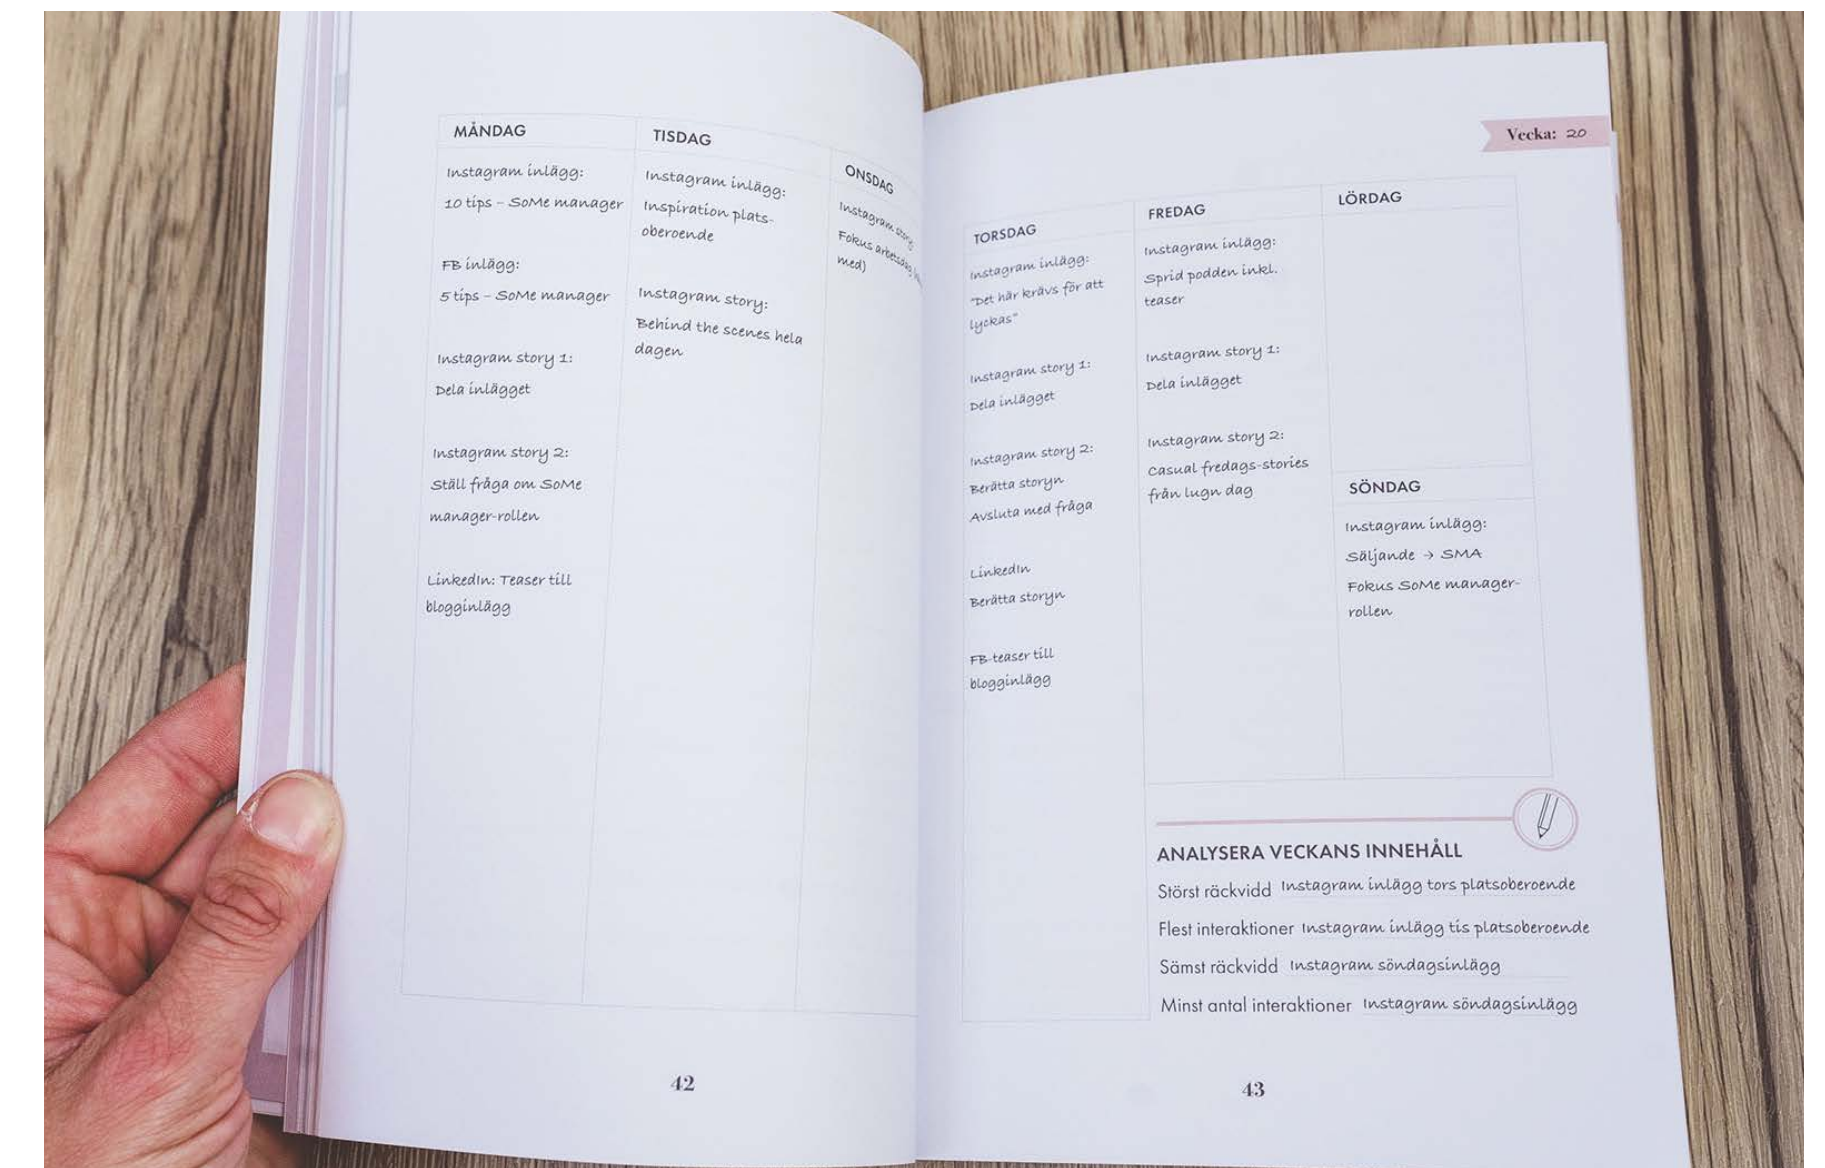 MÅNDAG
Instagram inlägg:
10 tips – SoMe manager
FB inlägg:
5 tips – SoMe manager
Instagram story 1:
Dela inlägget
Instagram story 2:
Ställ fråga om SoMe
manager-rollen
LinkedIn: Teaser till
blogginlägg
TISDAG
Instagram inlägg:
Inspiration plats-
oberoende
Instagram story:
Behind the scenes hela
dagen
ONSDAG
Instagram story
Fokus arbetsdag
med)
42
Vecka: 20
TORSDAG
Instagram inlägg:
"Det här krävs för att
lyckas"
Instagram story 1:
Dela inlägget
Instagram story 2:
Berätta storyn
Avsluta med fråga
LinkedIn
Berätta storyn
FB-teaser till
blogginlägg
FREDAG
Instagram inlägg:
Sprid podden inkl.
teaser
Instagram story 1:
Dela inlägget
Instagram story 2:
Casual fredags-stories
från lugn dag
LÖRDAG
SÖNDAG
Instagram inlägg:
Säljande → SMA
Fokus SoMe manager-
rollen
ANALYSERA VECKANS INNEHÅLL
Störst räckvidd Instagram inlägg tors platsoberoende
Flest interaktioner Instagram inlägg tis platsoberoende
Sämst räckvidd Instagram söndagsinlägg
Minst antal interaktioner Instagram söndagsinlägg
43